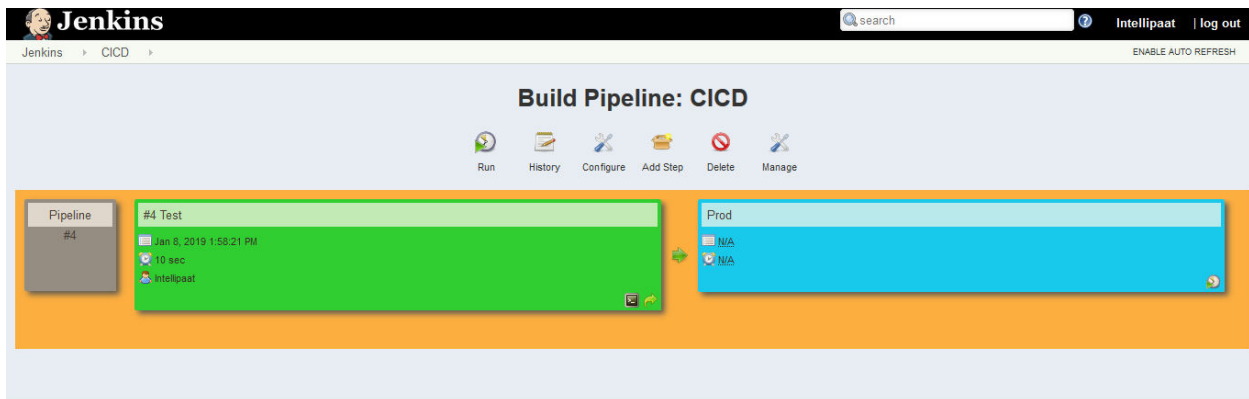 Jenkins
search
Intellipaat | log out
Jenkins CICD
ENABLE AUTO REFRESH
Build Pipeline: CICD
Run History Configure Add Step Delete Manage
Pipeline
#4
#4 Test
Jan 8, 2019 1:58:21 PM
10 sec
Intellipaat
Prod
N/A
N/A